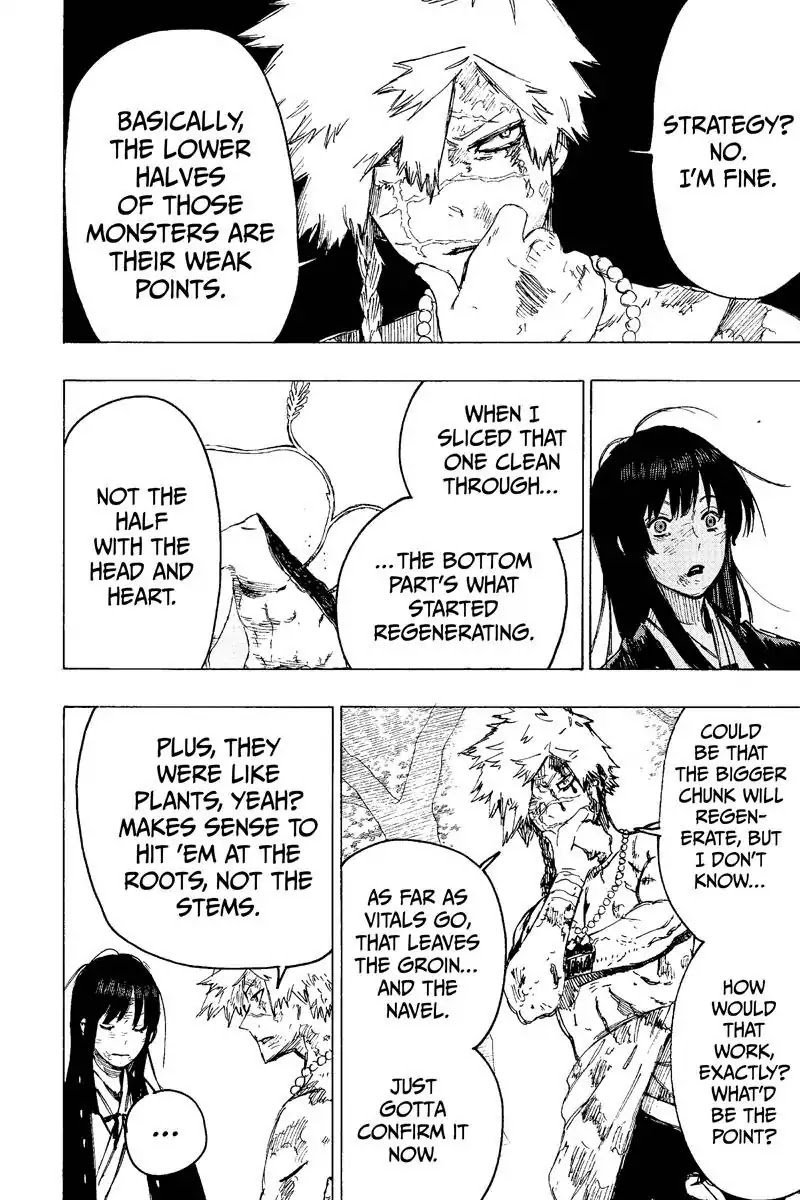 STRATEGY?
NO.
I'M FINE.
BASICALLY,
THE LOWER
HALVES
OF THOSE
MONSTERS ARE
THEIR WEAK
POINTS.
WHEN I
SLICED THAT
ONE CLEAN
THROUGH...
...THE BOTTOM
PART'S WHAT
STARTED
REGENERATING.
NOT THE
HALF
WITH THE
HEAD AND
HEART.
COULD
BE THAT
THE BIGGER
CHUNK WILL
REGEN-
ERATE, BUT
I DON'T
KNOW...
HOW
WOULD
THAT
WORK,
EXACTLY?
WHAT'D
BE THE
POINT?
AS FAR AS
VITALS GO,
THAT LEAVES
THE GROIN...
AND THE
NAVEL.
JUST
GOTTA
CONFIRM IT
NOW.
PLUS, THEY
WERE LIKE
PLANTS, YEAH?
MAKES SENSE TO
HIT 'EM AT THE
ROOTS, NOT THE
STEMS.
...